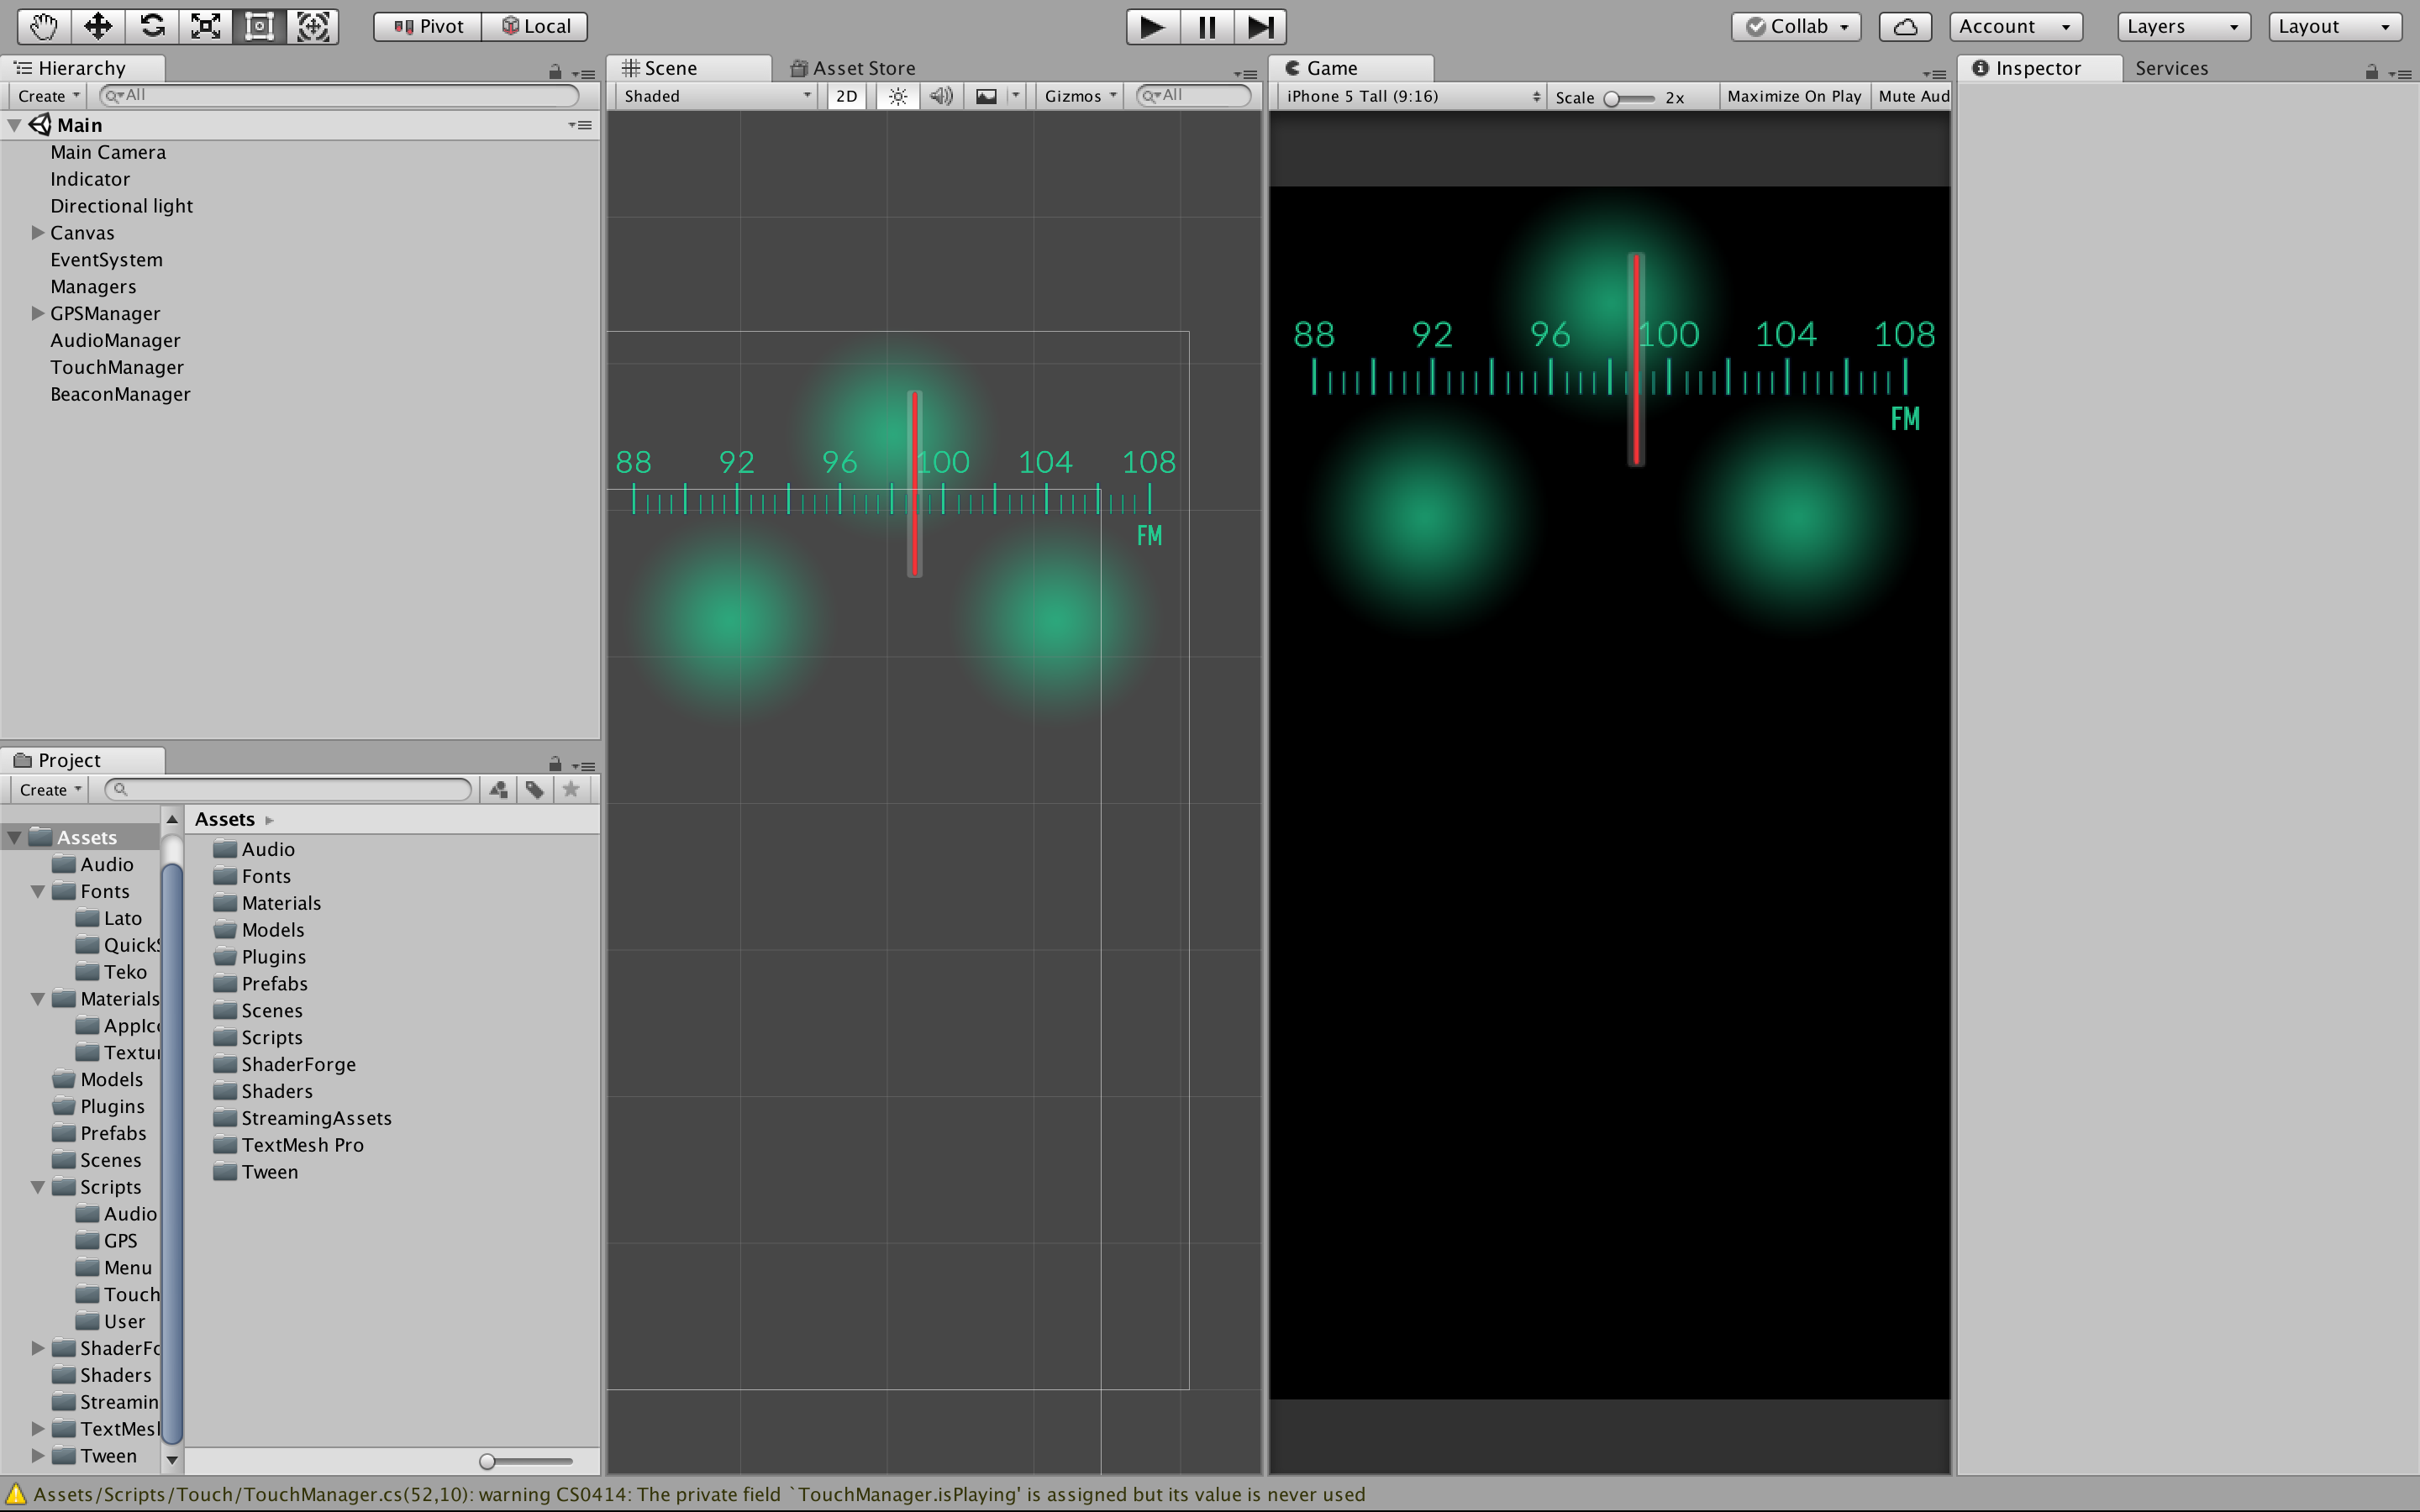 Pivot Local Collab Account Layers Layout
Hierarchy
Create All
Main
Main Camera
Indicator
Directional light
Canvas
EventSystem
Managers
GPSManager
AudioManager
TouchManager
BeaconManager
Project
Create
Assets
Audio
Fonts
Lato
QuickS
Teko
Materials
AppIc
Textu
Models
Plugins
Prefabs
Scenes
Scripts
Audio
GPS
Menu
Touch
User
ShaderFo
Shaders
Streamin
TextMes
Tween
Assets
Audio
Fonts
Materials
Models
Plugins
Prefabs
Scenes
Scripts
ShaderForge
Shaders
StreamingAssets
TextMesh Pro
Tween
Scene Asset Store
Shaded 2D Gizmos All
88 92 96 100 104 108
FM
Game
iPhone 5 Tall (9:16) Scale 2x Maximize On Play Mute Aud
88 92 96 100 104 108
FM
Inspector Services
Assets/Scripts/Touch/TouchManager.cs(52,10): warning CS0414: The private field `TouchManager.isPlaying' is assigned but its value is never used